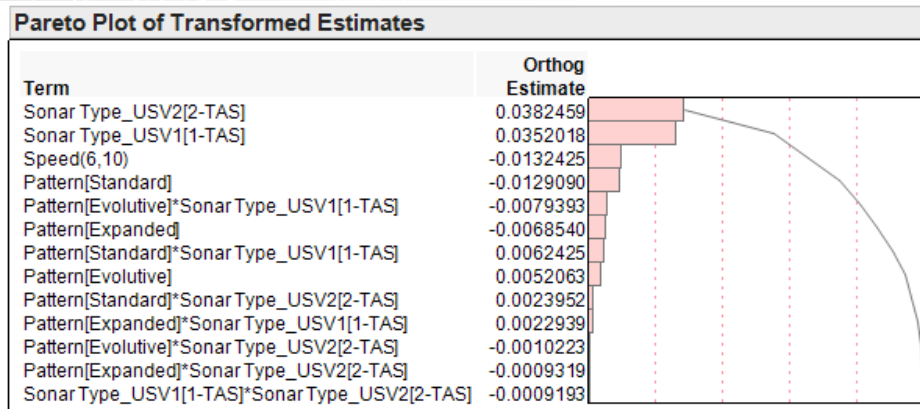 Pareto Plot of Transformed Estimates
Orthog
Term Estimate
Sonar Type_USV2[2-TAS] 0.0382459
Sonar Type_USV1[1-TAS] 0.0352018
Speed(6,10) -0.0132425
Pattern[Standard] -0.0129090
Pattern[Evolutive]*Sonar Type_USV1[1-TAS] -0.0079393
Pattern[Expanded] -0.0068540
Pattern[Standard]*Sonar Type_USV1[1-TAS] 0.0062425
Pattern[Evolutive] 0.0052063
Pattern[Standard]*Sonar Type_USV2[2-TAS] 0.0023952
Pattern[Expanded]*Sonar Type_USV1[1-TAS] 0.0022939
Pattern[Evolutive]*Sonar Type_USV2[2-TAS] -0.0010223
Pattern[Expanded]*Sonar Type_USV2[2-TAS] -0.0009319
Sonar Type_USV1[1-TAS]*Sonar Type_USV2[2-TAS] -0.0009193